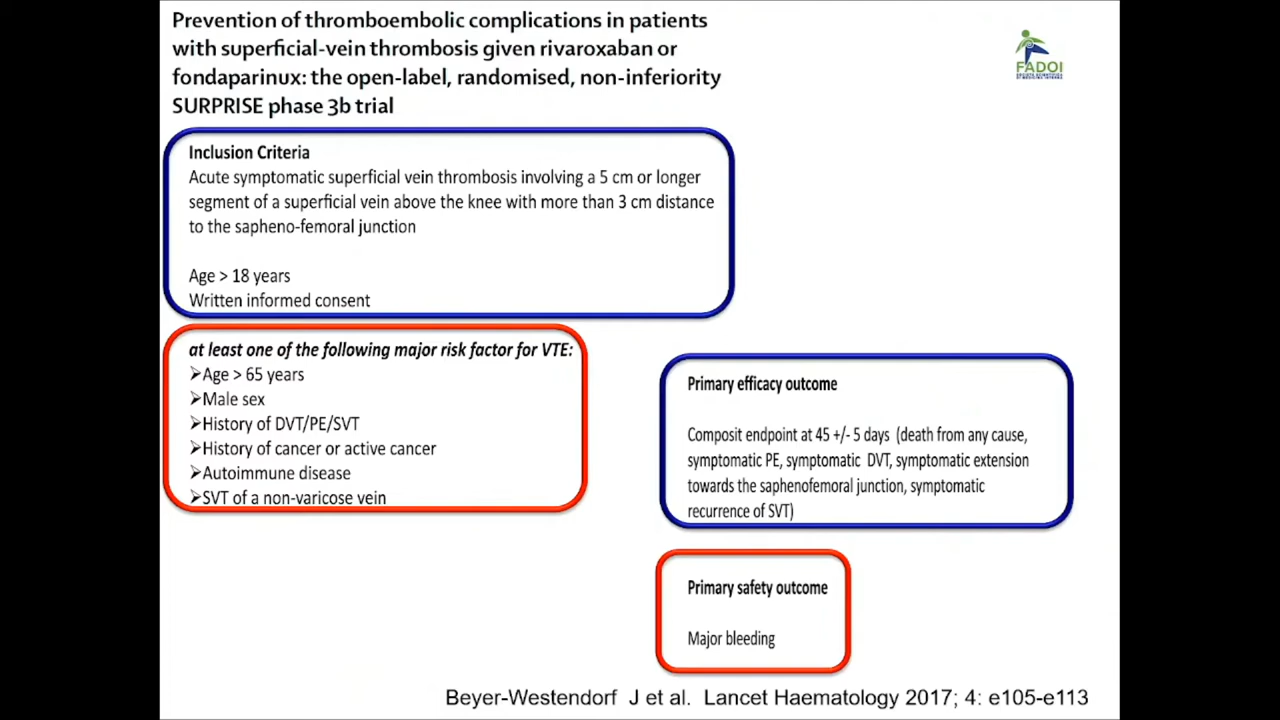 Prevention of thromboembolic complications in patients
with superficial-vein thrombosis given rivaroxaban or
fondaparinux: the open-label, randomised, non-inferiority
SURPRISE phase 3b trial
FADOI
Inclusion Criteria
Acute symptomatic superficial vein thrombosis involving a 5 cm or longer
segment of a superficial vein above the knee with more than 3 cm distance
to the sapheno-femoral junction
Age > 18 years
Written informed consent
at least one of the following major risk factor for VTE:
➢Age > 65 years
➢Male sex
➢History of DVT/PE/SVT
➢History of cancer or active cancer
➢Autoimmune disease
➢SVT of a non-varicose vein
Primary efficacy outcome
Composit endpoint at 45 +/- 5 days (death from any cause,
symptomatic PE, symptomatic DVT, symptomatic extension
towards the saphenofemoral junction, symptomatic
recurrence of SVT)
Primary safety outcome
Major bleeding
Beyer-Westendorf J et al. Lancet Haematology 2017; 4: e105-e113